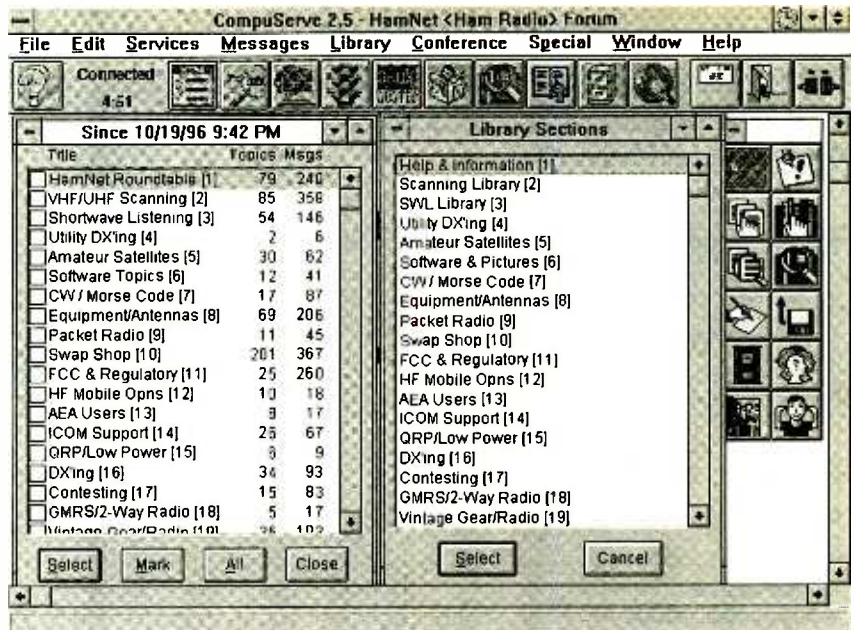 CompuServe 2.5 - HamNet <Ham Radio> Forum
File Edit Services Messages Library Conference Special Window Help
Connected
4:51
Since 10/19/96 9:42 PM
Title Topics Msgs
HamNet Roundtable [1] 79 240
VHF/UHF Scanning [2] 85 358
Shortwave Listening [3] 54 146
Utility DX'ing [4] 2 6
Amateur Satellites [5] 30 62
Software Topics [6] 12 41
CW / Morse Code [7] 17 87
Equipment/Antennas [8] 69 206
Packet Radio [9] 11 45
Swap Shop [10] 201 367
FCC & Regulatory [11] 25 260
HF Mobile Opns [12] 10 18
AEA Users [13] 17
ICOM Support [14] 25 67
QRP/Low Power [15] 9
DX'ing [16] 34 93
Contesting [17] 15 83
GMRS/2-Way Radio [18] 5 17
Vintage Gear/Radio [19]
Select Mark All Close
Library Sections
Help & Information [1]
Scanning Library [2]
SWL Library [3]
Utility DX'ing [4]
Amateur Satellites [5]
Software & Pictures [6]
CW / Morse Code [7]
Equipment/Antennas [8]
Packet Radio [9]
Swap Shop [10]
FCC & Regulatory [11]
HF Mobile Opns [12]
AEA Users [13]
ICOM Support [14]
QRP/Low Power [15]
DX'ing [16]
Contesting [17]
GMRS/2-Way Radio [18]
Vintage Gear/Radio [19]
Select Cancel